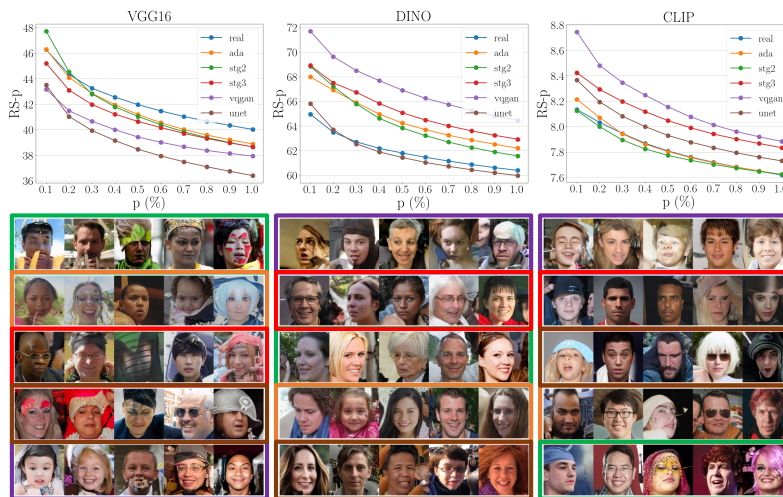 VGG16
48
46
44
42
40
38
36
RS-p
real
ada
stg2
stg3
vqgan
unet
0.1 0.2 0.3 0.4 0.5 0.6 0.7 0.8 0.9 1.0
p (%)
DINO
72
70
68
66
64
62
60
RS-p
real
ada
stg2
stg3
vqgan
unet
0.1 0.2 0.3 0.4 0.5 0.6 0.7 0.8 0.9 1.0
p (%)
CLIP
8.8
8.6
8.4
8.2
8.0
7.8
7.6
RS-p
real
ada
stg2
stg3
vqgan
unet
0.1 0.2 0.3 0.4 0.5 0.6 0.7 0.8 0.9 1.0
p (%)